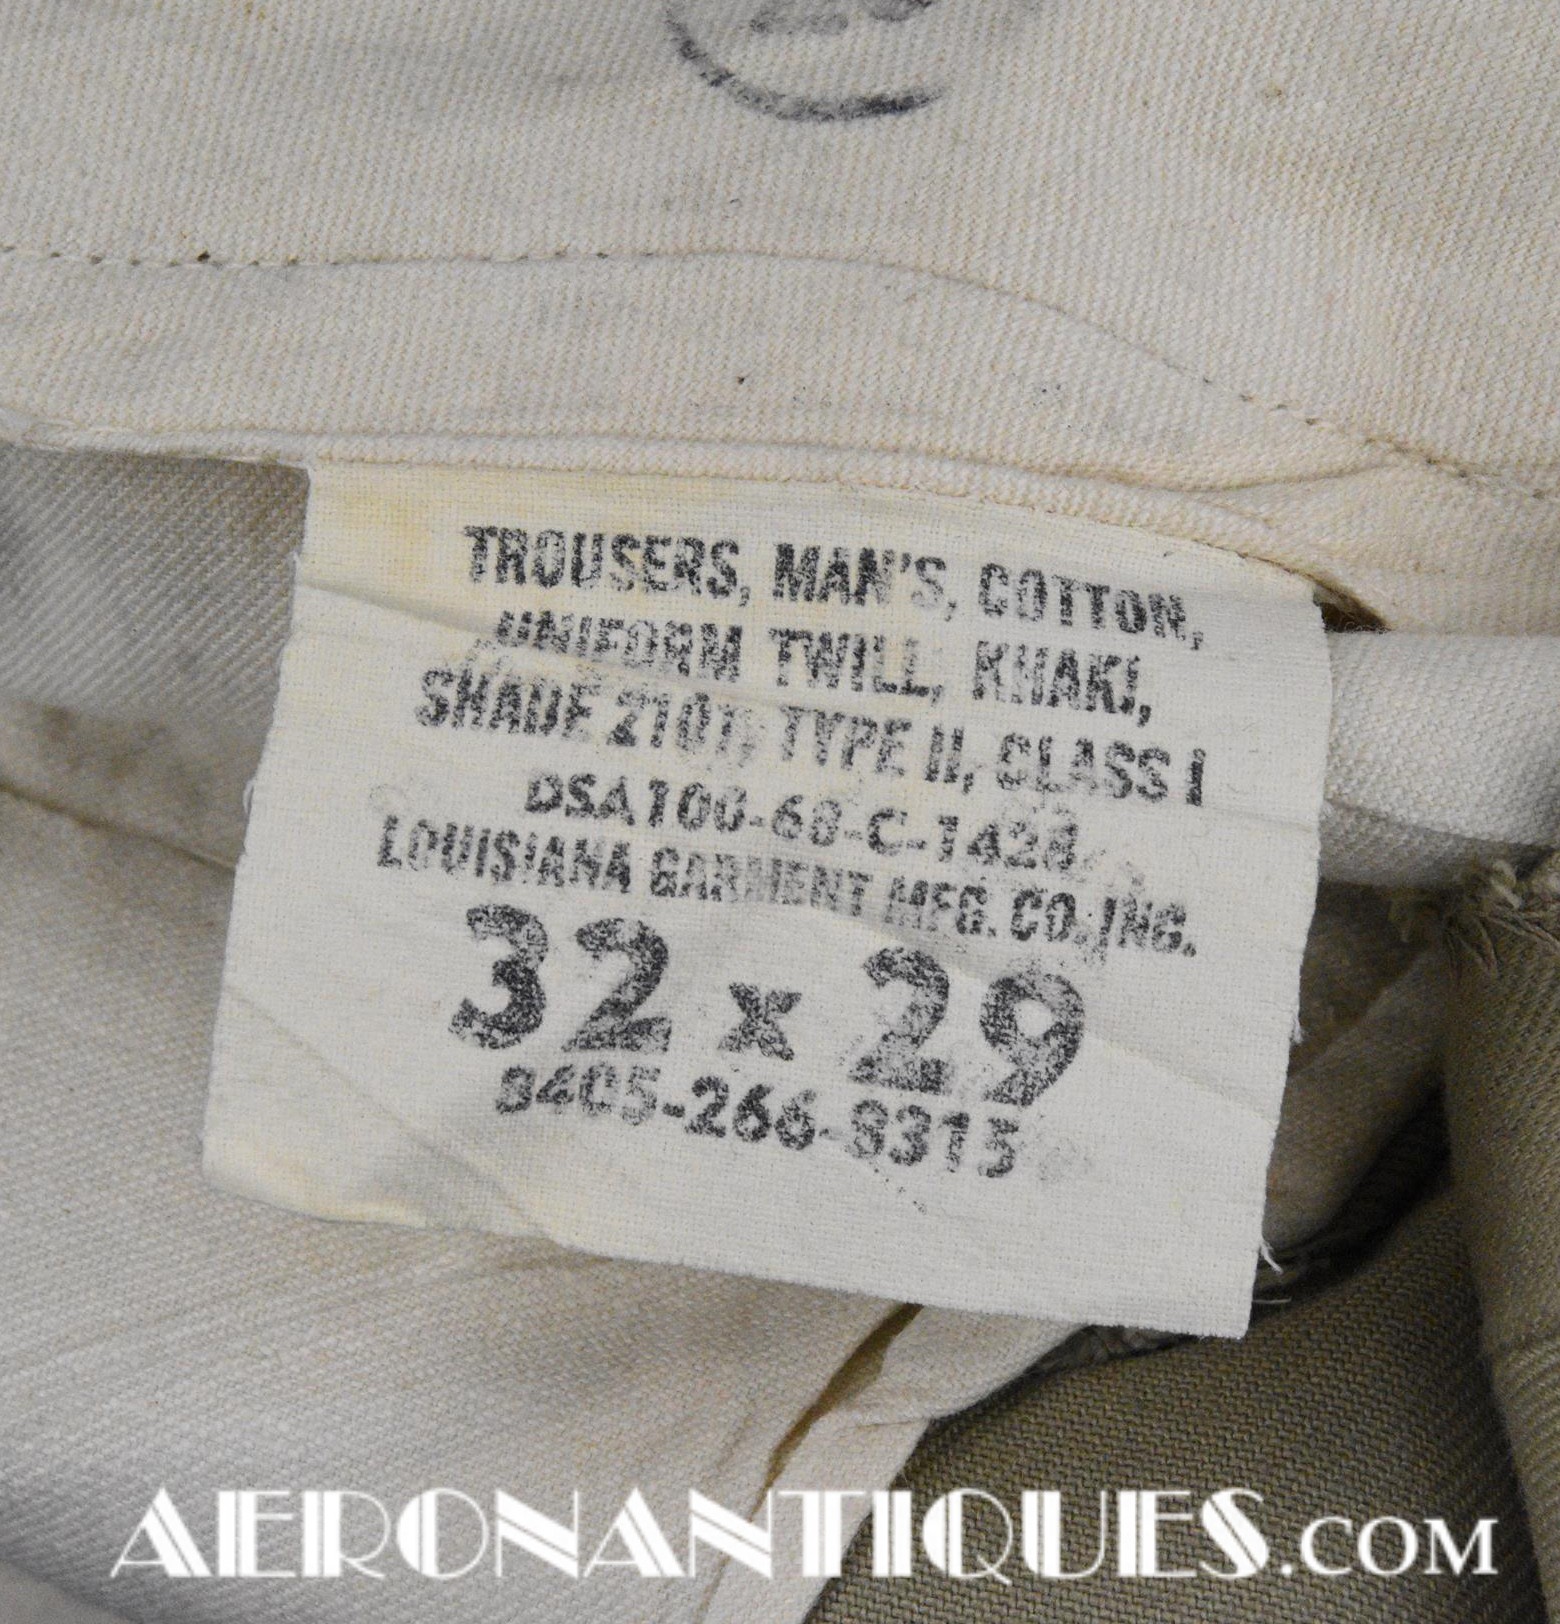 TROUSERS, MAN'S, COTTON,
UNIFORM TWILL, KHAKI,
SHADE 2101, TYPE II, CLASS 1
DSA100-68-C-1428
LOUISIANA GARMENT MFG. CO. INC.
32 x 29
8405-266-8315
AERONANTIQUES.COM